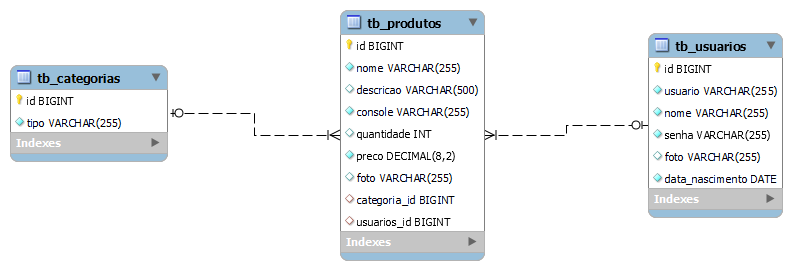 tb_categorias
id BIGINT
tipo VARCHAR(255)
Indexes
tb_produtos
id BIGINT
nome VARCHAR(255)
descricao VARCHAR(500)
console VARCHAR(255)
quantidade INT
preco DECIMAL(8,2)
foto VARCHAR(255)
categoria_id BIGINT
usuarios_id BIGINT
Indexes
tb_usuarios
id BIGINT
usuario VARCHAR(255)
nome VARCHAR(255)
senha VARCHAR(255)
foto VARCHAR(255)
data_nascimento DATE
Indexes